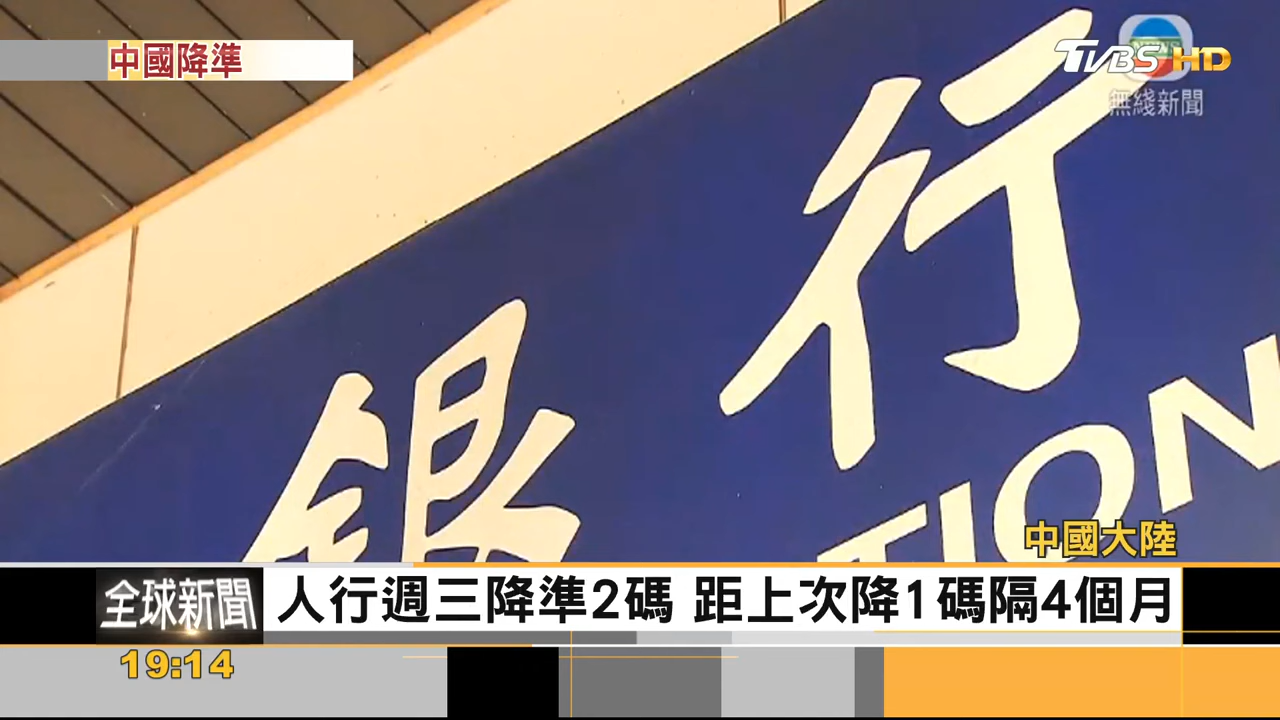 中國降準
TVBS HD
無綫新聞
銀行
TION
中國大陸
全球新聞
人行週三降準2碼 距上次降1碼隔4個月
19:14